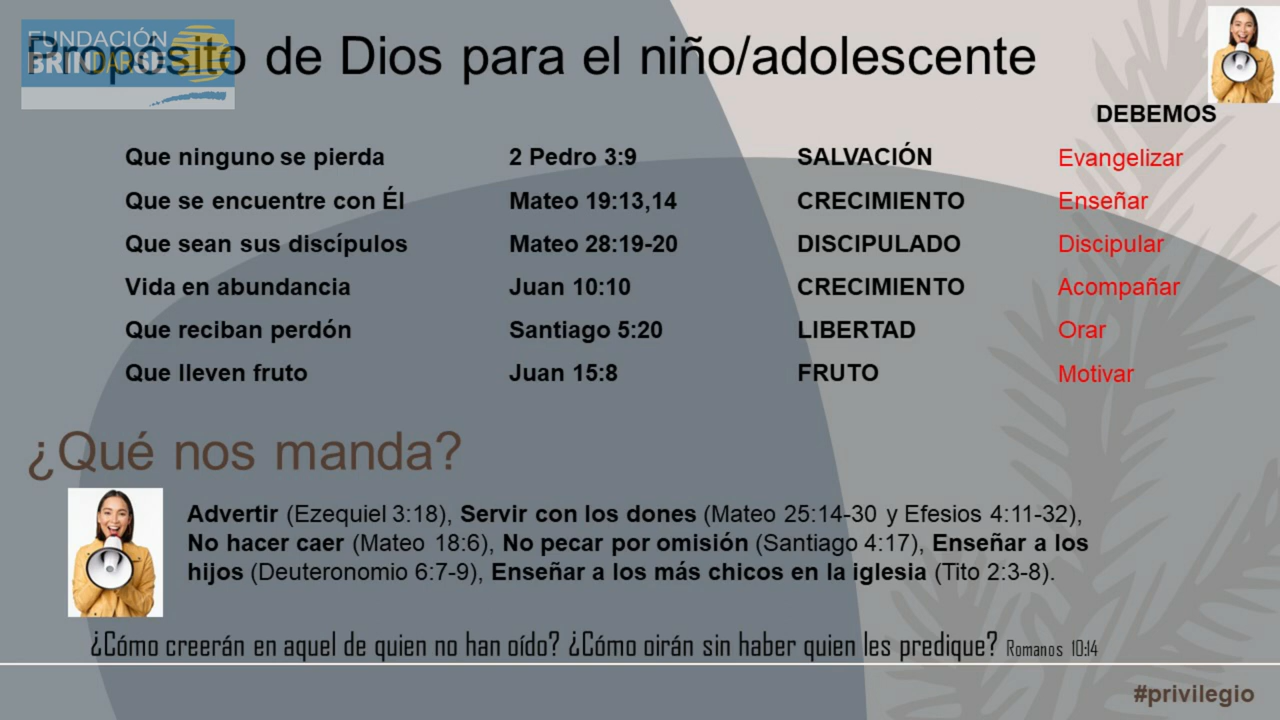 FUNDACIÓN
BRINDARSE
Propósito de Dios para el niño/adolescente
DEBEMOS
Que ninguno se pierda 2 Pedro 3:9 SALVACIÓN Evangelizar
Que se encuentre con Él Mateo 19:13,14 CRECIMIENTO Enseñar
Que sean sus discípulos Mateo 28:19-20 DISCIPULADO Discipular
Vida en abundancia Juan 10:10 CRECIMIENTO Acompañar
Que reciban perdón Santiago 5:20 LIBERTAD Orar
Que lleven fruto Juan 15:8 FRUTO Motivar
¿Qué nos manda?
Advertir (Ezequiel 3:18), Servir con los dones (Mateo 25:14-30 y Efesios 4:11-32),
No hacer caer (Mateo 18:6), No pecar por omisión (Santiago 4:17), Enseñar a los
hijos (Deuteronomio 6:7-9), Enseñar a los más chicos en la iglesia (Tito 2:3-8).
¿Cómo creerán en aquel de quien no han oído? ¿Cómo oirán sin haber quien les predique? Romanos 10:14
#privilegio